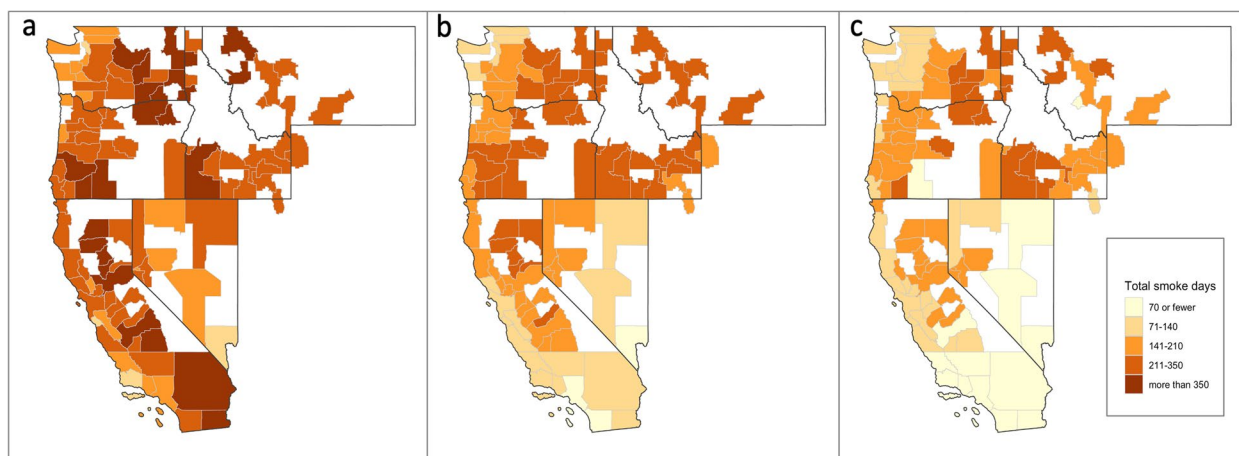 a
b
c
Total smoke days
70 or fewer
71-140
141-210
211-350
more than 350